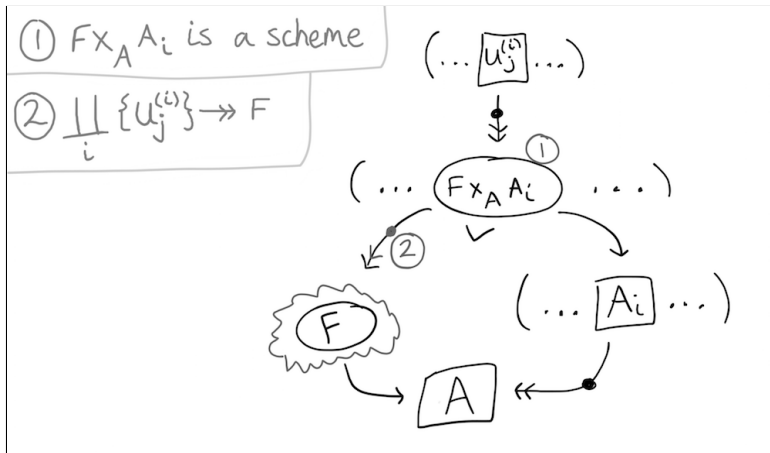 ① F×_A A_i is a scheme
② ∐_i {U_j^{(i)}} ↠ F
(... U_j^{(i)} ...)
①
(... F×_A A_i ...)
②
F
(... A_i ...)
A